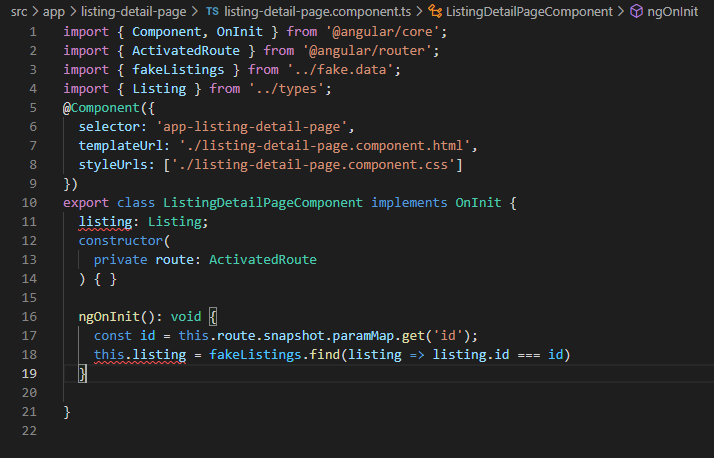 src > app > listing-detail-page > TS listing-detail-page.component.ts > ListingDetailPageComponent > ngOnInit
1 import { Component, OnInit } from '@angular/core';
2 import { ActivatedRoute } from '@angular/router';
3 import { fakeListings } from '../fake.data';
4 import { Listing } from '../types';
5 @Component({
6   selector: 'app-listing-detail-page',
7   templateUrl: './listing-detail-page.component.html',
8   styleUrls: ['./listing-detail-page.component.css']
9 })
10 export class ListingDetailPageComponent implements OnInit {
11   listing: Listing;
12   constructor(
13     private route: ActivatedRoute
14   ) { }
15
16   ngOnInit(): void {
17     const id = this.route.snapshot.paramMap.get('id');
18     this.listing = fakeListings.find(listing => listing.id === id)
19   }
20
21 }
22